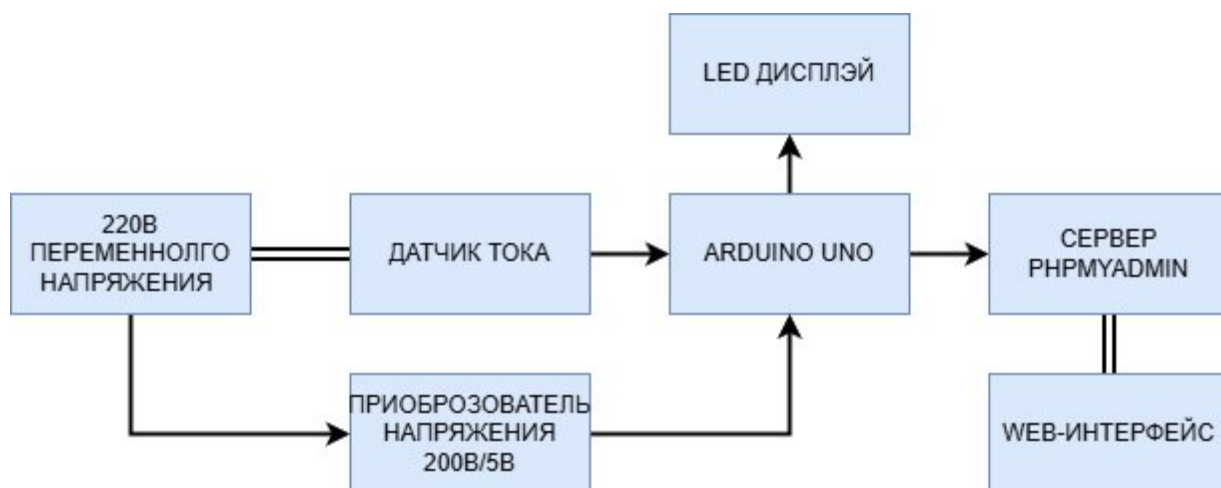 LED ДИСПЛЭЙ
220В
ПЕРЕМЕННОЛГО
НАПРЯЖЕНИЯ
ДАТЧИК ТОКА
ARDUINO UNO
СЕРВЕР
PHPMYADMIN
ПРИОБРОЗОВАТЕЛЬ
НАПРЯЖЕНИЯ
200В/5В
WEB-ИНТЕРФЕЙС